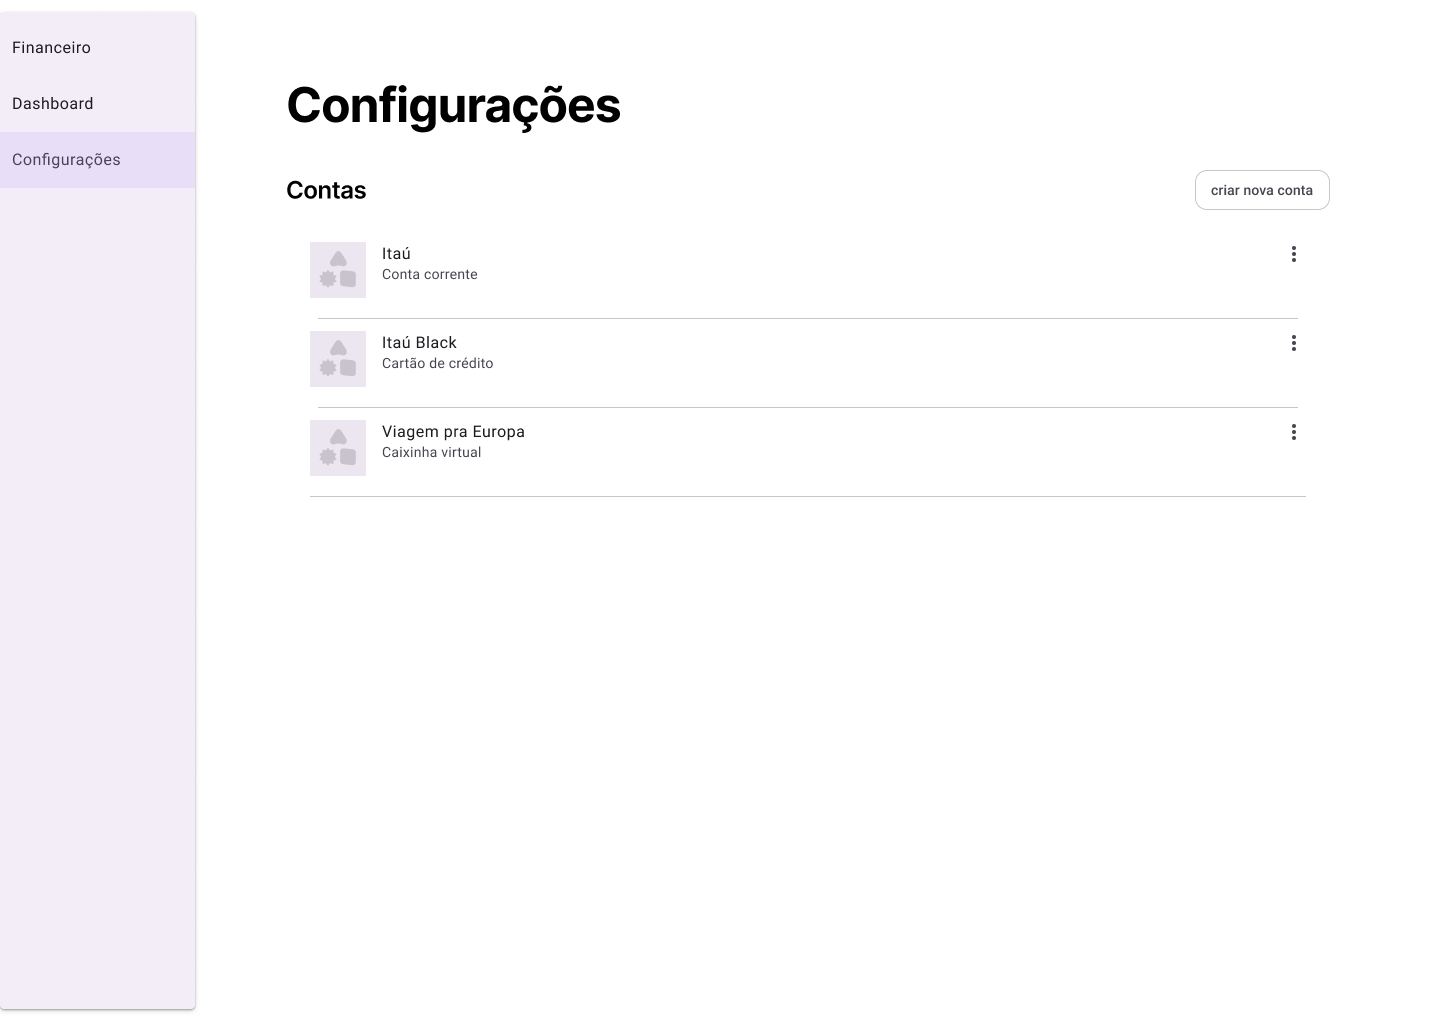 Financeiro
Dashboard
Configurações
Configurações
Contas
criar nova conta
Itaú
Conta corrente
Itaú Black
Cartão de crédito
Viagem pra Europa
Caixinha virtual